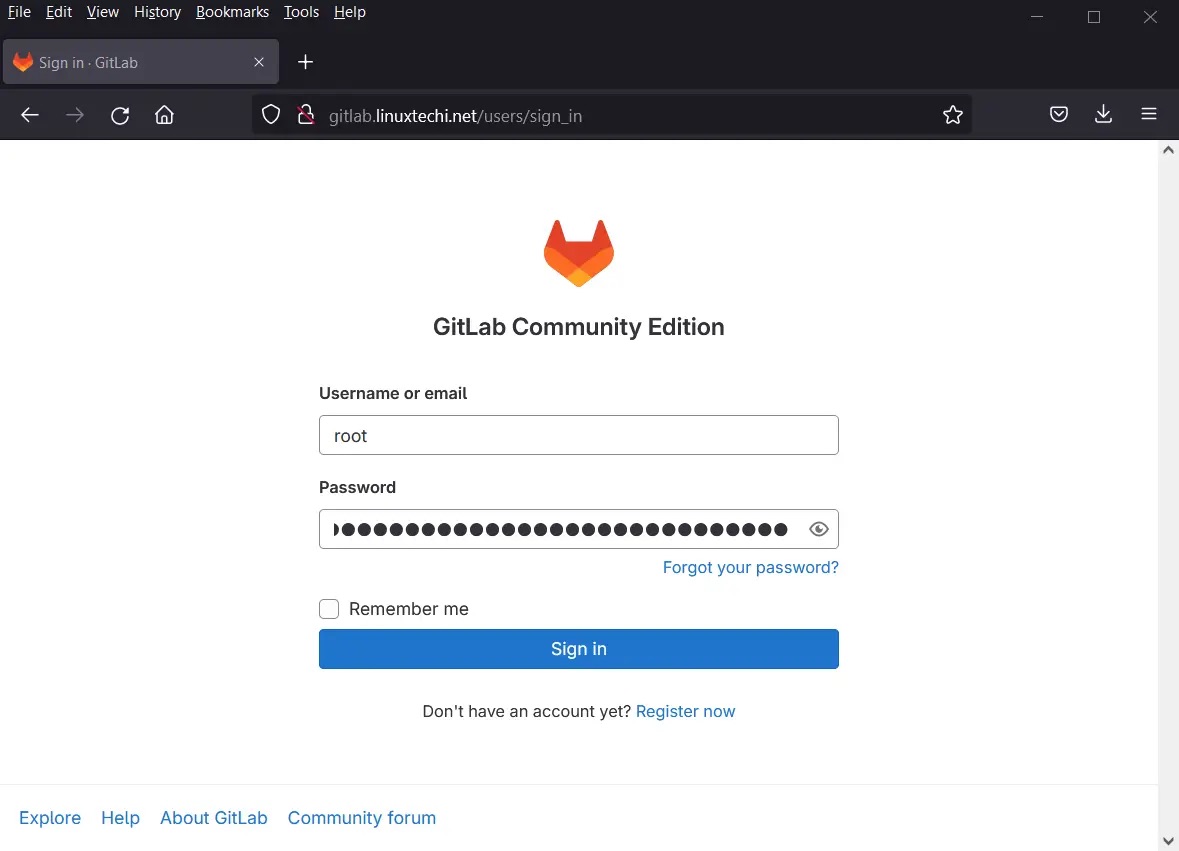 File Edit View History Bookmarks Tools Help
Sign in · GitLab
gitlab.linuxtechi.net/users/sign_in
GitLab Community Edition
Username or email
root
Password
Forgot your password?
Remember me
Sign in
Don't have an account yet? Register now
Explore Help About GitLab Community forum